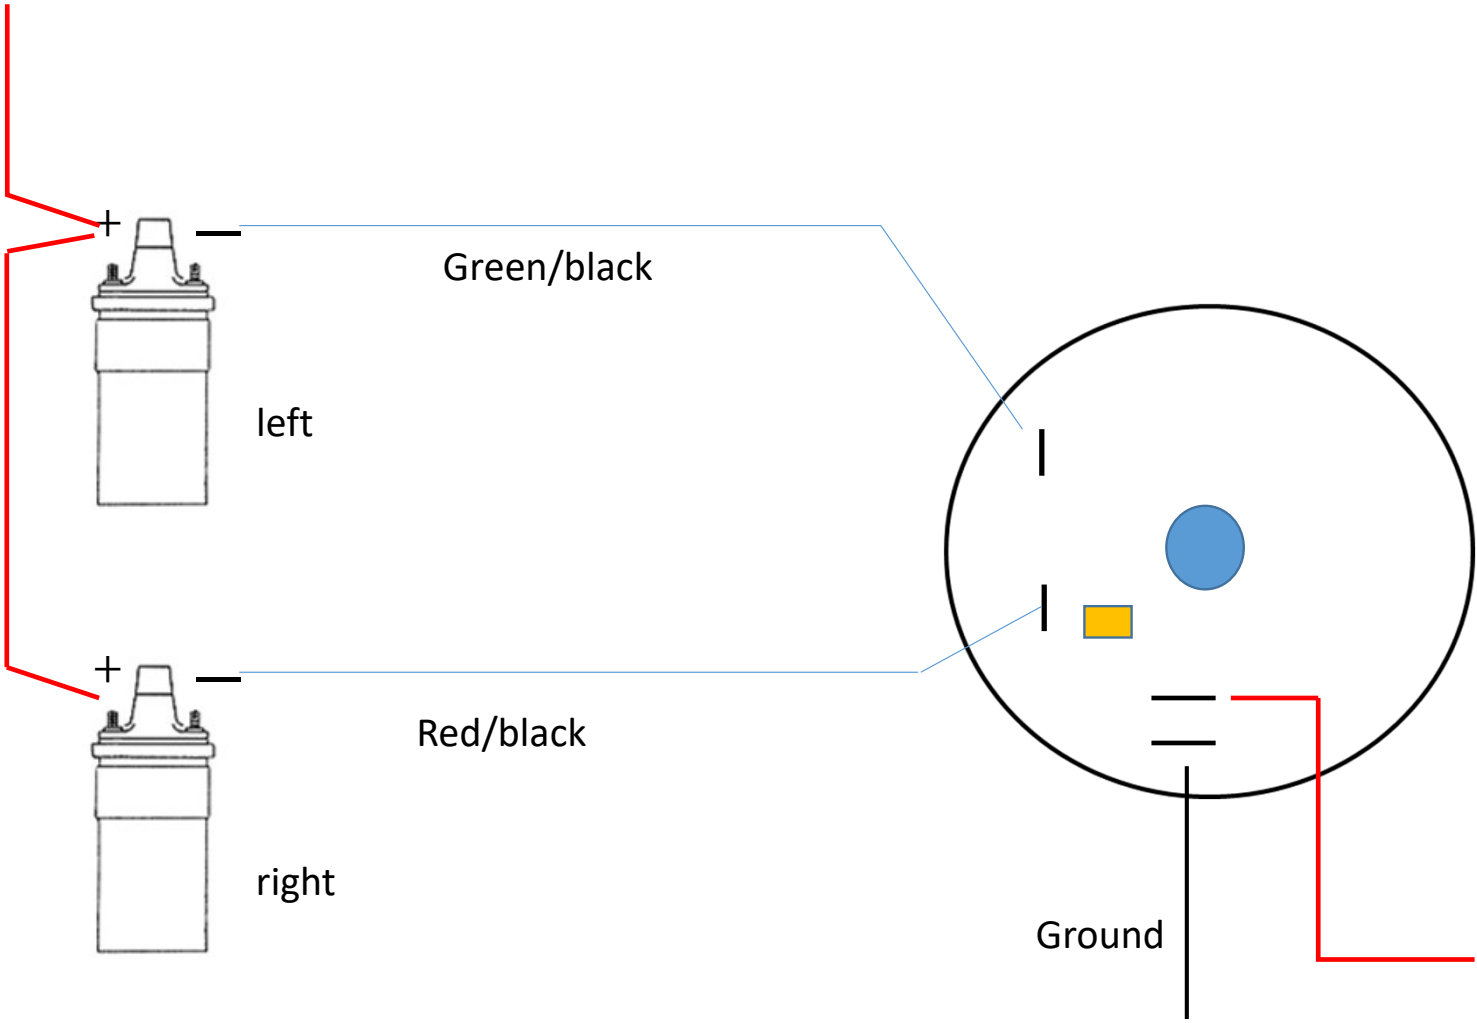 +
Green/black
left
+
Red/black
right
Ground